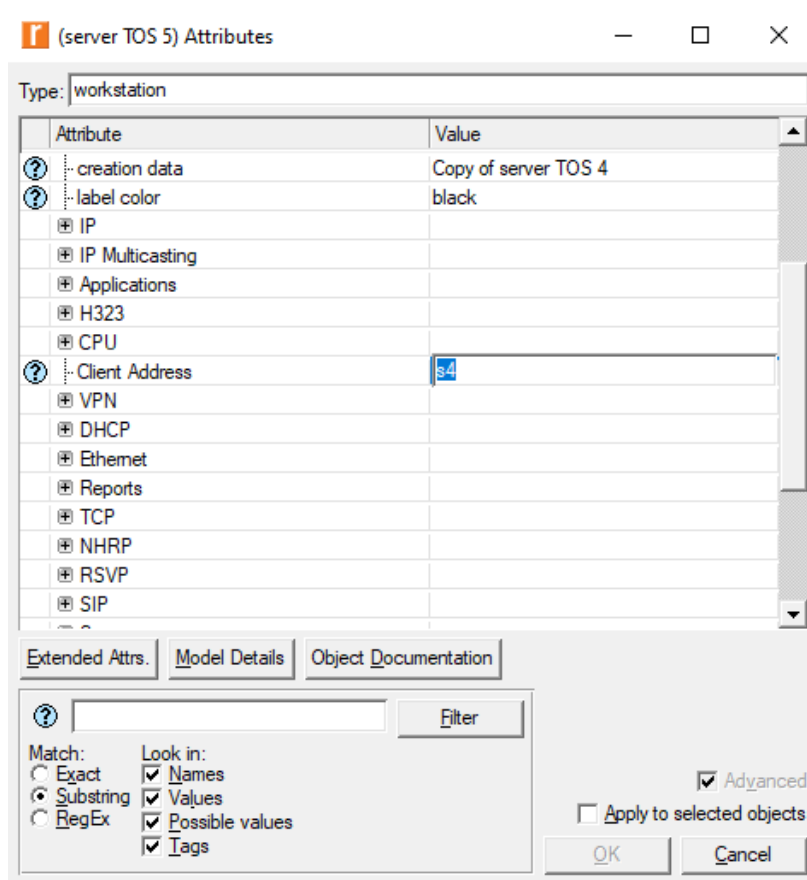 (server TOS 5) Attributes
Type: workstation
Attribute Value
creation data Copy of server TOS 4
label color black
IP
IP Multicasting
Applications
H323
CPU
Client Address s4
VPN
DHCP
Ethernet
Reports
TCP
NHRP
RSVP
SIP
Extended Attrs. Model Details Object Documentation
Filter
Match: Look in:
Exact Names
Substring Values
RegEx Possible values
Tags
Advanced
Apply to selected objects
OK Cancel